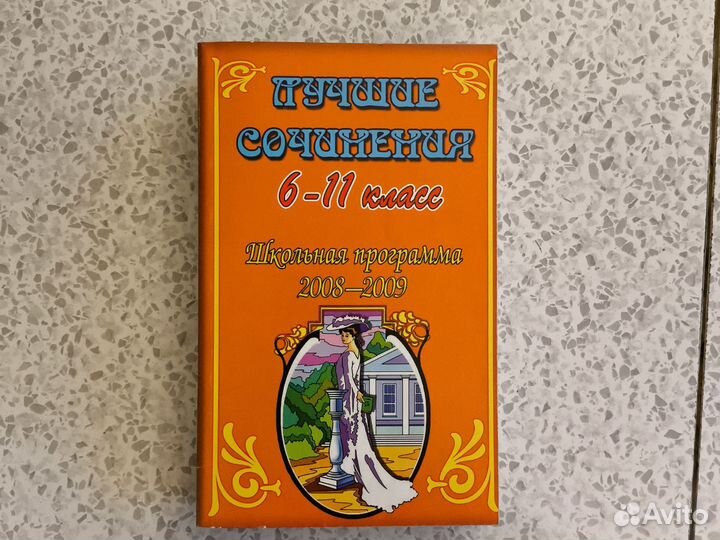 ЛУЧШИЕ
СОЧИНЕНИЯ
6-11 класс
Школьная программа
2008-2009
Avito